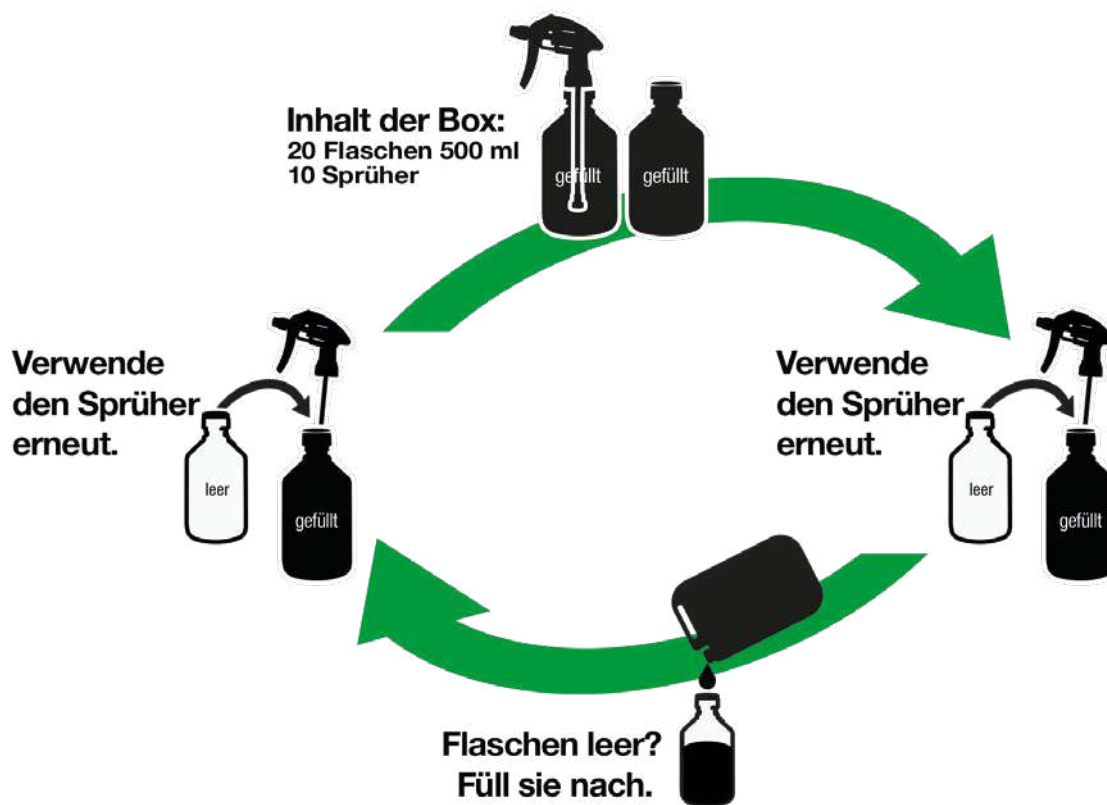 Inhalt der Box:
20 Flaschen 500 ml
10 Sprüher
gefüllt
gefüllt
Verwende
den Sprüher
erneut.
leer
gefüllt
Verwende
den Sprüher
erneut.
leer
gefüllt
Flaschen leer?
Füll sie nach.